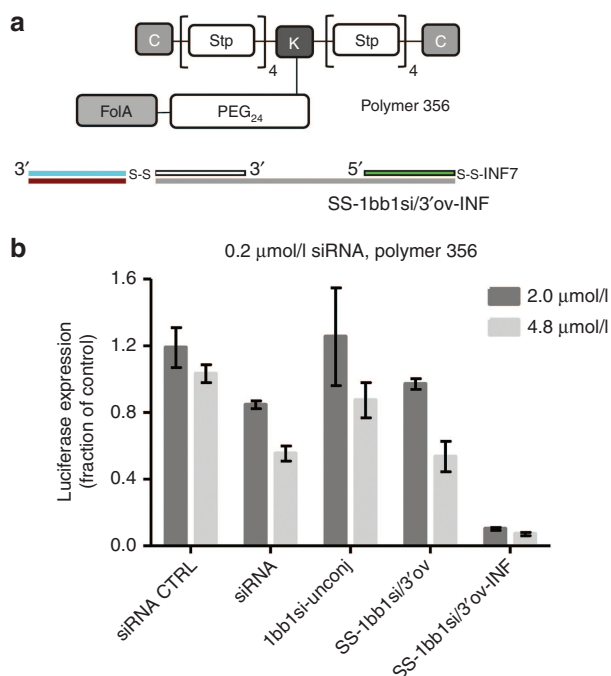 a
C Stp 4 K Stp 4 C
FolA PEG24 Polymer 356
3′ S-S 3′ 5′ S-S-INF7
SS-1bb1si/3′ov-INF
b
0.2 μmol/l siRNA, polymer 356
2.0 μmol/l
4.8 μmol/l
Luciferase expression
(fraction of control)
1.6
1.2
0.8
0.4
0.0
siRNA CTRL
siRNA
1bb1si-unconj
SS-1bb1si/3′ov
SS-1bb1si/3′ov-INF